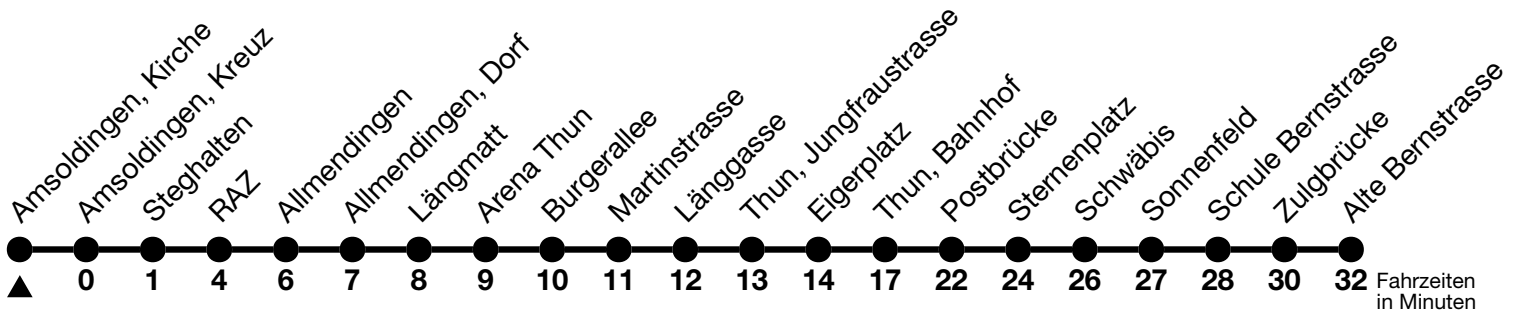 Amsoldingen, Kirche
Amsoldingen, Kreuz
Steghalten
RAZ
Allmendingen
Allmendingen, Dorf
Längmatt
Arena Thun
Burgerallee
Martinstrasse
Länggasse
Thun, Jungfraustrasse
Eigerplatz
Thun, Bahnhof
Postbrücke
Sternenplatz
Schwäbis
Sonnenfeld
Schule Bernstrasse
Zulgbrücke
Alte Bernstrasse
▲ 0 1 4 6 7 8 9 10 11 12 13 14 17 22 24 26 27 28 30 32 Fahrzeiten
in Minuten